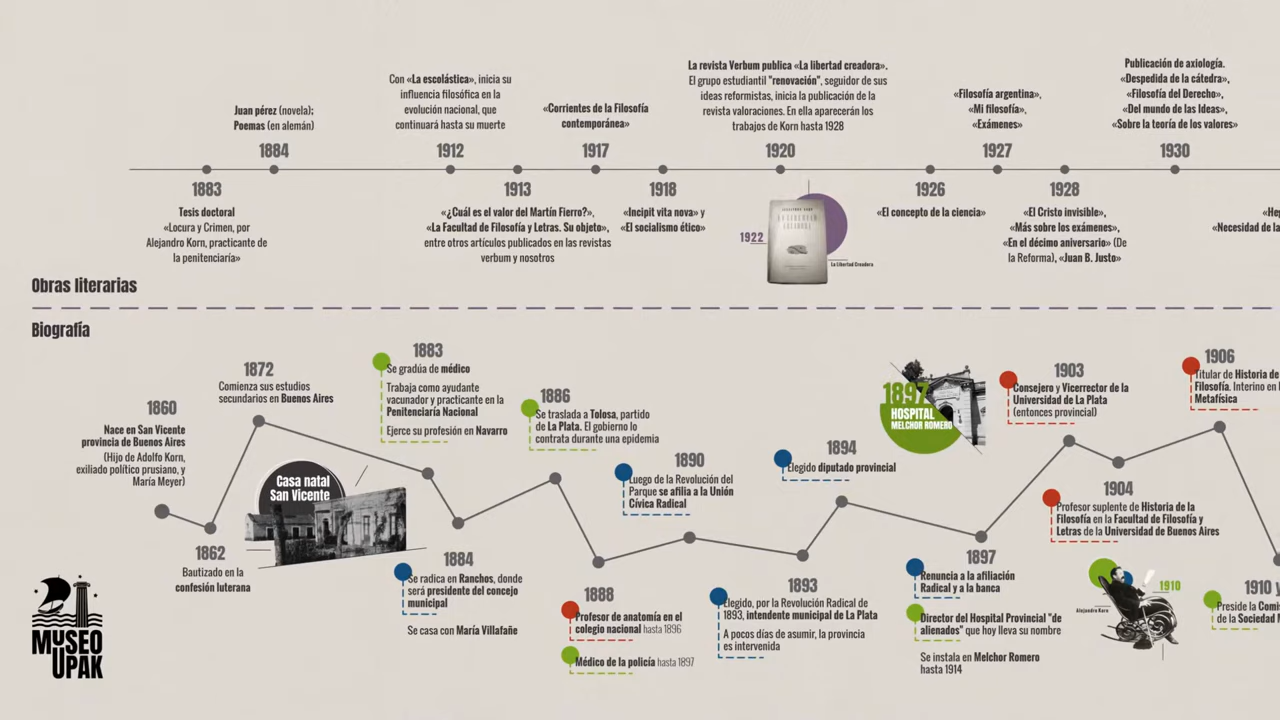 Juan pérez (novela);
Poemas (en alemán)
1884
Con «La escolástica», inicia su
influencia filosófica en la
evolución nacional, que
continuará hasta su muerte
1912
«Corrientes de la Filosofía
contemporánea»
1917
La revista Verbum publica «La libertad creadora».
El grupo estudiantil "renovación", seguidor de sus
ideas reformistas, inicia la publicación de la
revista valoraciones. En ella aparecerán los
trabajos de Korn hasta 1928
1920
«Filosofía argentina»,
«Mi filosofía»,
«Exámenes»
1927
Publicación de axiología.
«Despedida de la cátedra»,
«Filosofía del Derecho»,
«Del mundo de las Ideas»,
«Sobre la teoría de los valores»
1930
1883
Tesis doctoral
«Locura y Crimen, por
Alejandro Korn, practicante de
la penitenciaría»
1913
«¿Cuál es el valor del Martín Fierro?»,
«La Facultad de Filosofía y Letras. Su objeto»,
entre otros artículos publicados en las revistas
verbum y nosotros
1918
«Incipit vita nova» y
«El socialismo ético»
1922
La Libertad Creadora
1926
«El concepto de la ciencia»
1928
«El Cristo invisible»,
«Más sobre los exámenes»,
«En el décimo aniversario» (De
la Reforma), «Juan B. Justo»
«Necesidad de la
Obras literarias
Biografía
1860
Nace en San Vicente
provincia de Buenos Aires
(Hijo de Adolfo Korn,
exiliado político prusiano, y
María Meyer)
1862
Bautizado en la
confesión luterana
1872
Comienza sus estudios
secundarios en Buenos Aires
Casa natal
San Vicente
1883
Se gradúa de médico
Trabaja como ayudante
vacunador y practicante en la
Penitenciaría Nacional
Ejerce su profesión en Navarro
1884
Se radica en Ranchos, donde
será presidente del concejo
municipal
Se casa con María Villafañe
1886
Se traslada a Tolosa, partido
de La Plata. El gobierno lo
contrata durante una epidemia
1888
Profesor de anatomía en el
colegio nacional hasta 1896
Médico de la policía hasta 1897
1890
Luego de la Revolución del
Parque se afilia a la Unión
Cívica Radical
1893
Elegido, por la Revolución Radical de
1893, intendente municipal de La Plata
A pocos días de asumir, la provincia
es intervenida
1894
Elegido diputado provincial
1897
HOSPITAL
MELCHOR ROMERO
1897
Renuncia a la afiliación
Radical y a la banca
Director del Hospital Provincial "de
alienados" que hoy lleva su nombre
Se instala en Melchor Romero
hasta 1914
1903
Consejero y Vicerrector de la
Universidad de La Plata
(entonces provincial)
1904
Profesor suplente de Historia de la
Filosofía en la Facultad de Filosofía y
Letras de la Universidad de Buenos Aires
1906
Titular de Historia de
Filosofía. Interino en
Metafísica
Alejandro Korn
1910
1910 y
Preside la Comis
de la Sociedad M
MUSEO
UPAK